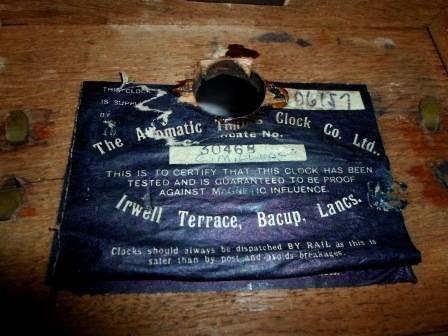 THIS CLOCK
IS SUPP
BY
06157
The Automatic Clock Co. Ltd.,
cate No.
30468
THIS IS TO CERTIFY THAT THIS CLOCK HAS BEEN
TESTED AND IS GUARANTEED TO BE PROOF
AGAINST MAGNETIC INFLUENCE.
Irwell Terrace, Bacup, Lancs.
Clocks should always be dispatched BY RAIL as this is
safer than by post and avoids breakages.